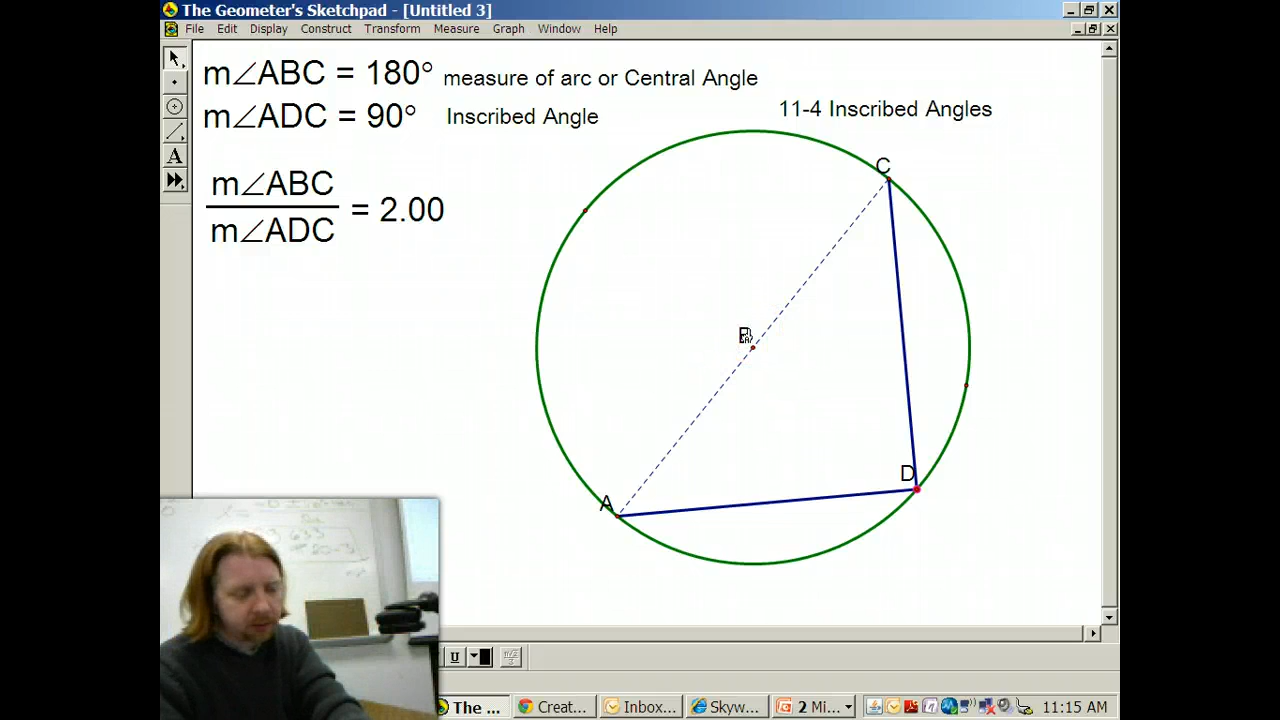 The Geometer's Sketchpad - [Untitled 3]
File Edit Display Construct Transform Measure Graph Window Help
m∠ABC = 180° measure of arc or Central Angle
m∠ADC = 90° Inscribed Angle
11-4 Inscribed Angles
m∠ABC
m∠ADC
= 2.00
A
C
B
D
A
U
The ... Creat... Inbox... Skyw... 2 Mi... 11:15 AM